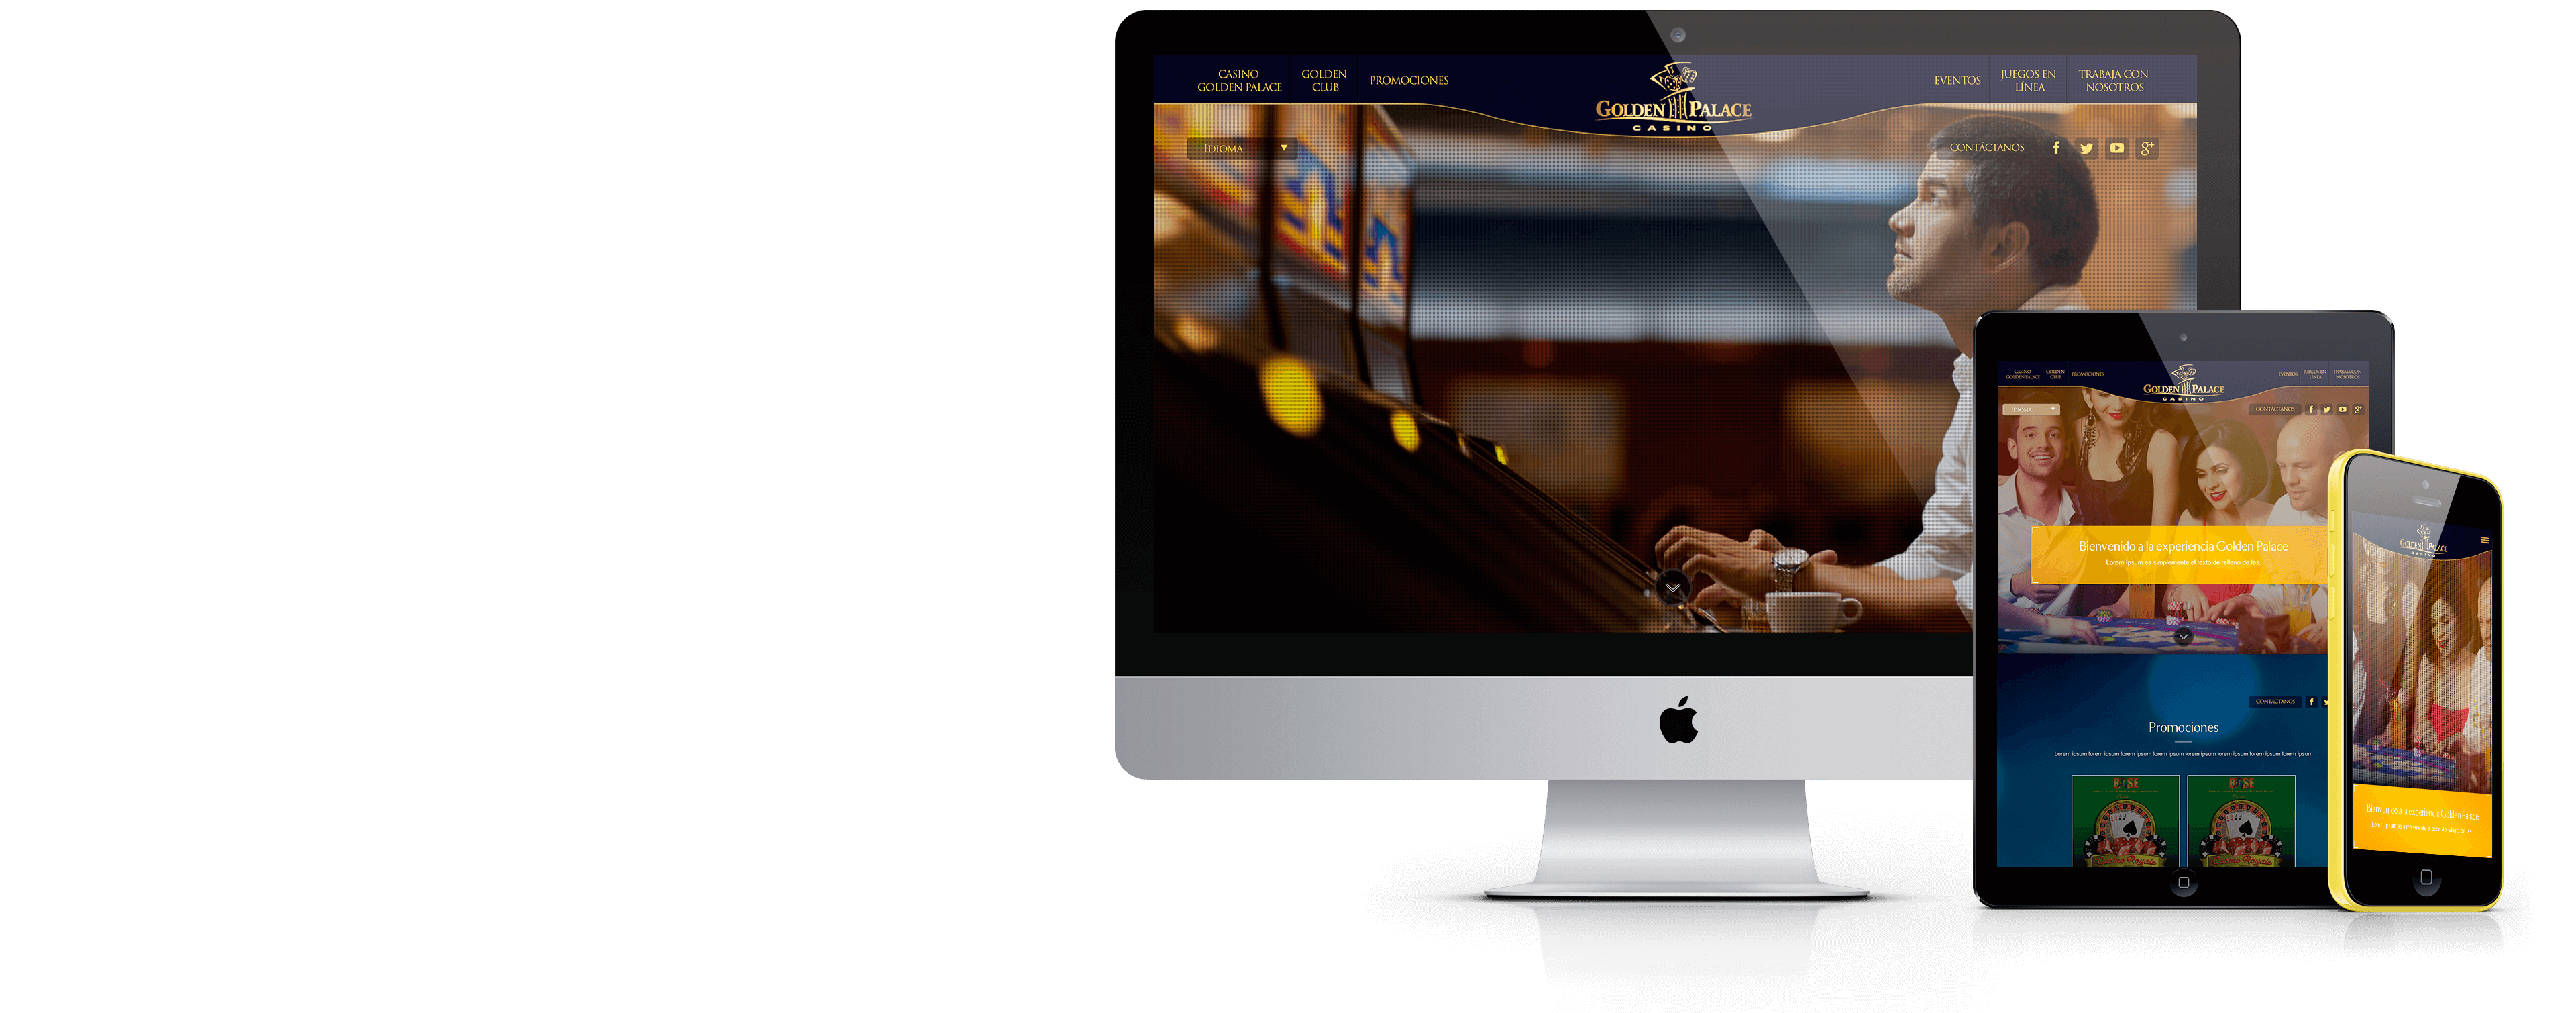 CASINO
GOLDEN PALACE
GOLDEN
CLUB
PROMOCIONES
GOLDEN PALACE
CASINO
EVENTOS
JUEGOS EN
LÍNEA
TRABAJA CON
NOSOTROS
IDIOMA
CONTÁCTANOS
CASINO
GOLDEN PALACE
GOLDEN
CLUB
PROMOCIONES
GOLDEN PALACE
CASINO
EVENTOS
JUEGOS EN
LÍNEA
TRABAJA CON
NOSOTROS
IDIOMA
CONTÁCTANOS
Bienvenido a la experiencia Golden Palace
Lorem Ipsum es simplemente el texto de relleno de las.
CONTÁCTANOS
Promociones
Lorem ipsum lorem ipsum lorem ipsum lorem ipsum lorem ipsum lorem ipsum lorem ipsum lorem ipsum
Casino Royale
Casino Royale
GOLDEN PALACE
CASINO
Bienvenido a la experiencia Golden Palace